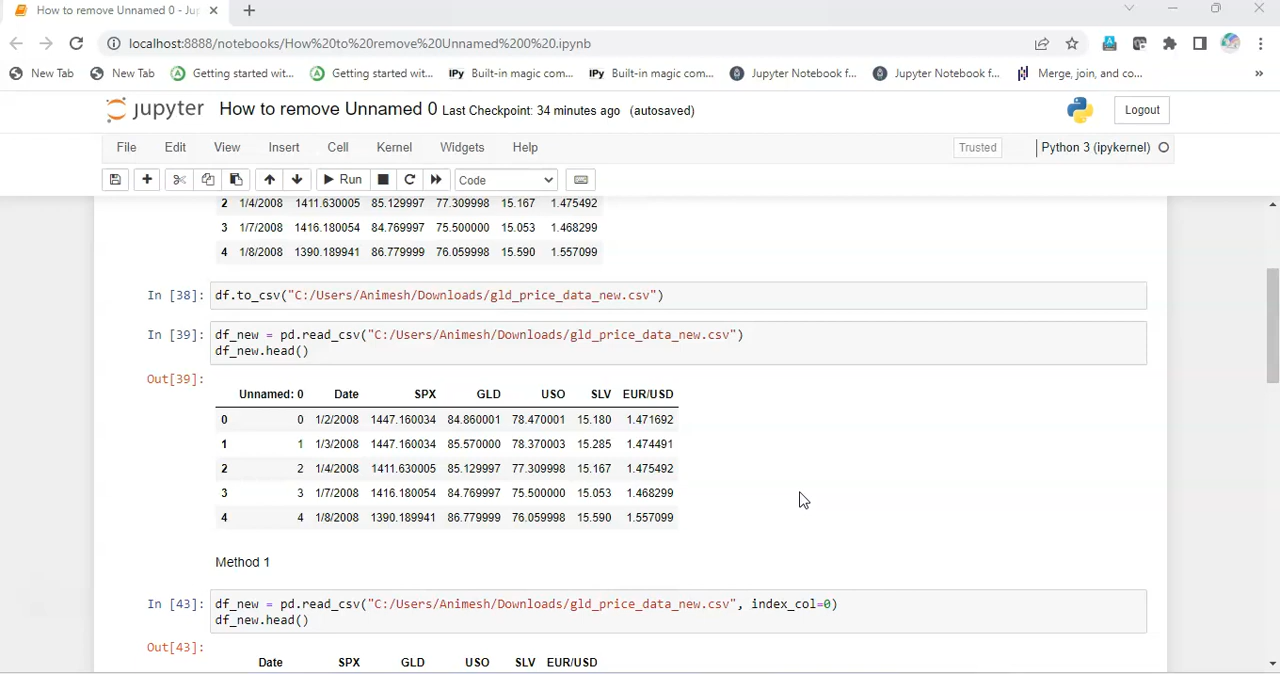 How to remove Unnamed 0 - Jup
localhost:8888/notebooks/How%20to%20remove%20Unnamed%200%20.ipynb
New Tab New Tab Getting started wit... Getting started wit... IPy Built-in magic com... IPy Built-in magic com... Jupyter Notebook f... Jupyter Notebook f... Merge, join, and co... »
jupyter How to remove Unnamed 0 Last Checkpoint: 34 minutes ago (autosaved) Logout
File Edit View Insert Cell Kernel Widgets Help Trusted Python 3 (ipykernel)
Run Code
2 1/4/2008 1411.630005 85.129997 77.309998 15.167 1.475492
3 1/7/2008 1416.180054 84.769997 75.500000 15.053 1.468299
4 1/8/2008 1390.189941 86.779999 76.059998 15.590 1.557099
In [38]: df.to_csv("C:/Users/Animesh/Downloads/gld_price_data_new.csv")
In [39]: df_new = pd.read_csv("C:/Users/Animesh/Downloads/gld_price_data_new.csv")
df_new.head()
Out[39]:
Unnamed: 0 Date SPX GLD USO SLV EUR/USD
0 0 1/2/2008 1447.160034 84.860001 78.470001 15.180 1.471692
1 1 1/3/2008 1447.160034 85.570000 78.370003 15.285 1.474491
2 2 1/4/2008 1411.630005 85.129997 77.309998 15.167 1.475492
3 3 1/7/2008 1416.180054 84.769997 75.500000 15.053 1.468299
4 4 1/8/2008 1390.189941 86.779999 76.059998 15.590 1.557099
Method 1
In [43]: df_new = pd.read_csv("C:/Users/Animesh/Downloads/gld_price_data_new.csv", index_col=0)
df_new.head()
Out[43]:
Date SPX GLD USO SLV EUR/USD